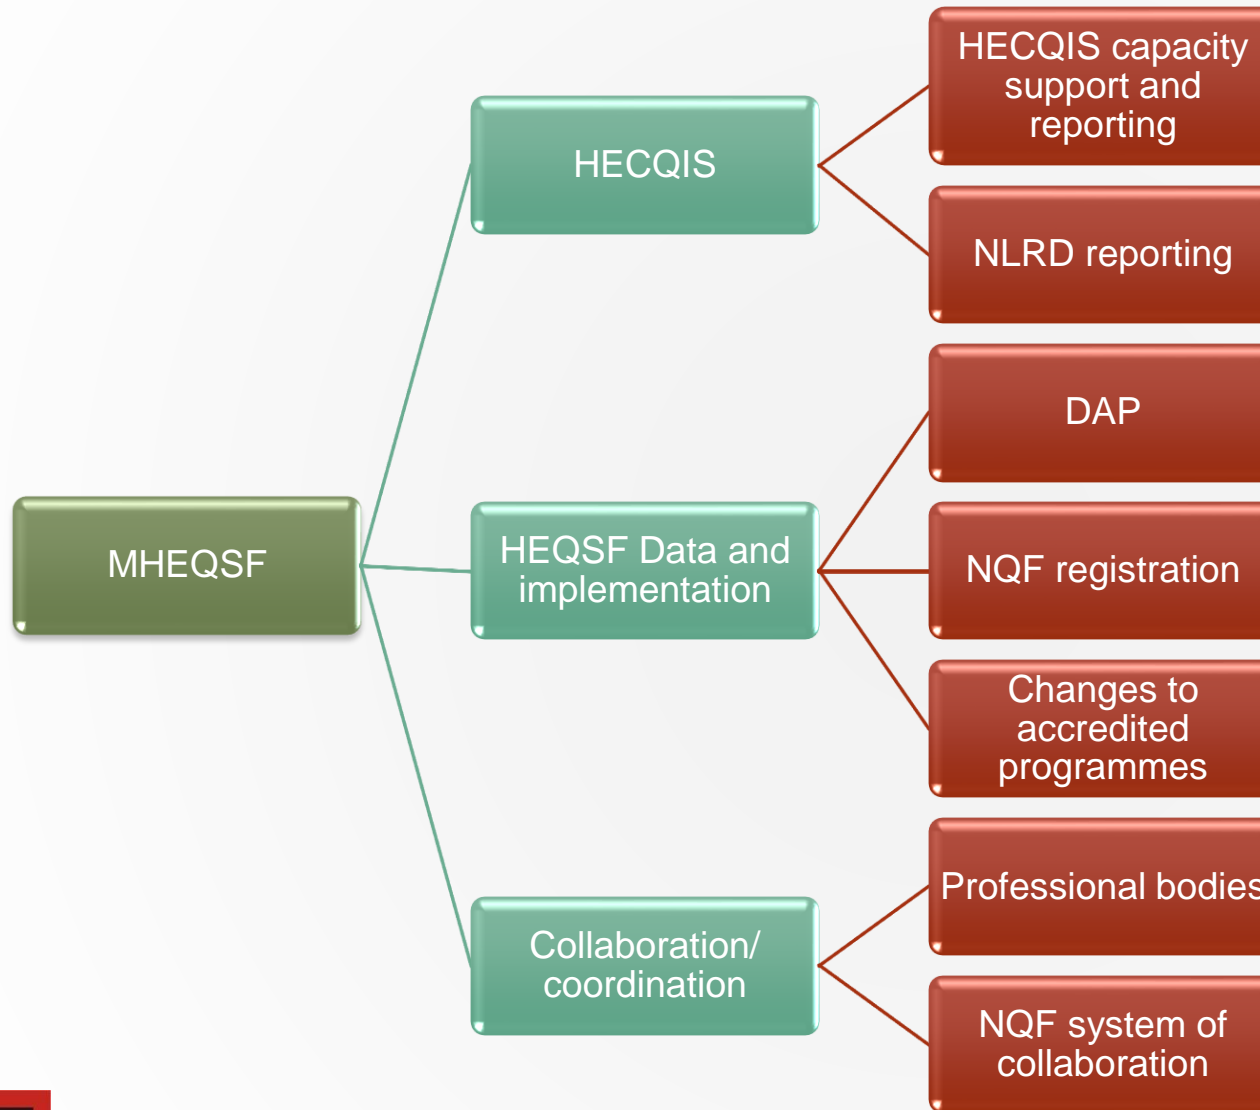 MHEQSF
HECQIS
HECQIS capacity
support and
reporting
NLRD reporting
HEQSF Data and
implementation
DAP
NQF registration
Changes to
accredited
programmes
Collaboration/
coordination
Professional bodies
NQF system of
collaboration